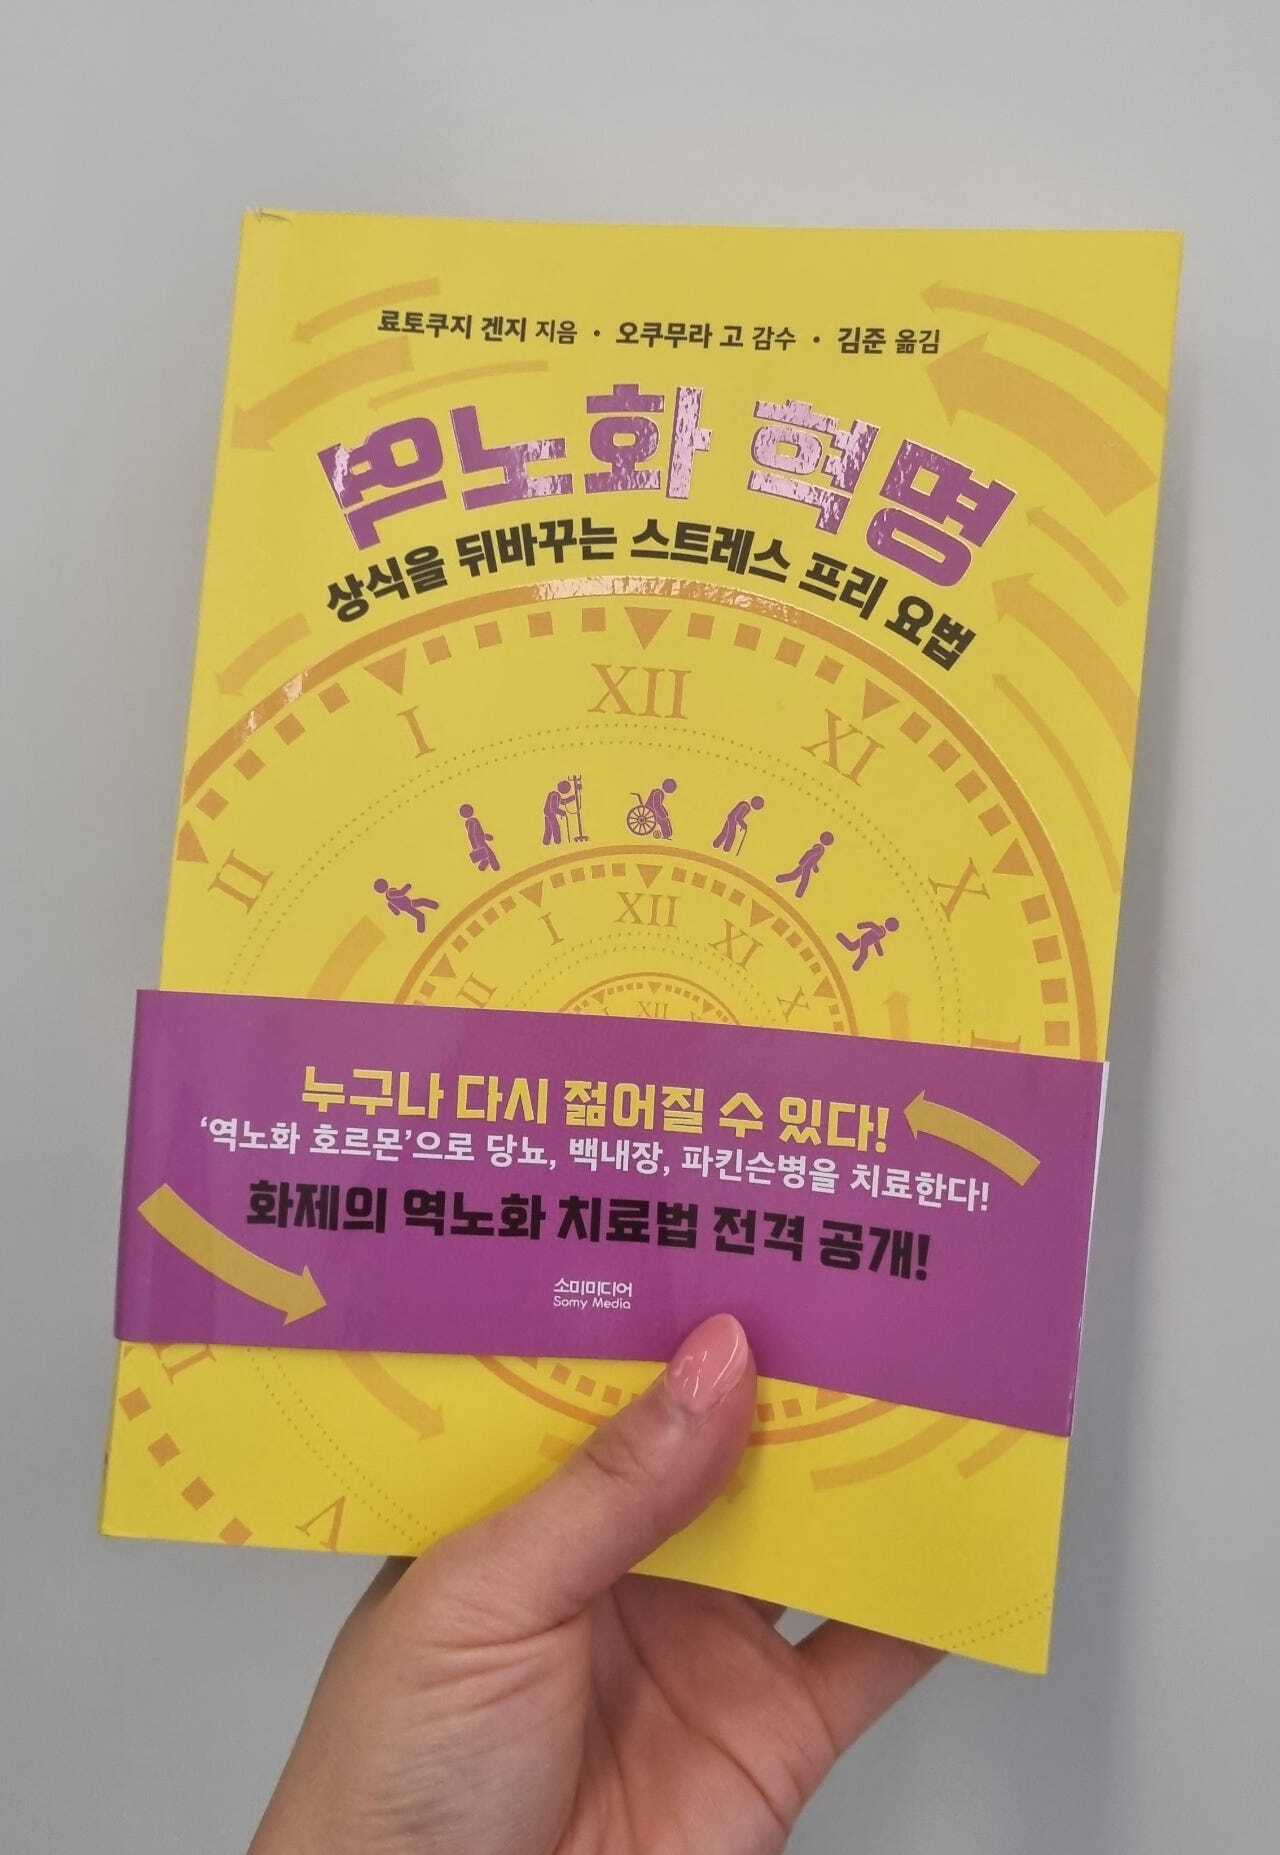 료토쿠지 겐지 지음 · 오쿠무라 고 감수 · 김준 옮김
역노화 혁명
상식을 뒤바꾸는 스트레스 프리 요법
XII
I
XI
II
X
XII
I
XI
II
X
XII
누구나 다시 젊어질 수 있다!
'역노화 호르몬'으로 당뇨, 백내장, 파킨슨병을 치료한다!
화제의 역노화 치료법 전격 공개!
소미미디어
Somy Media
V